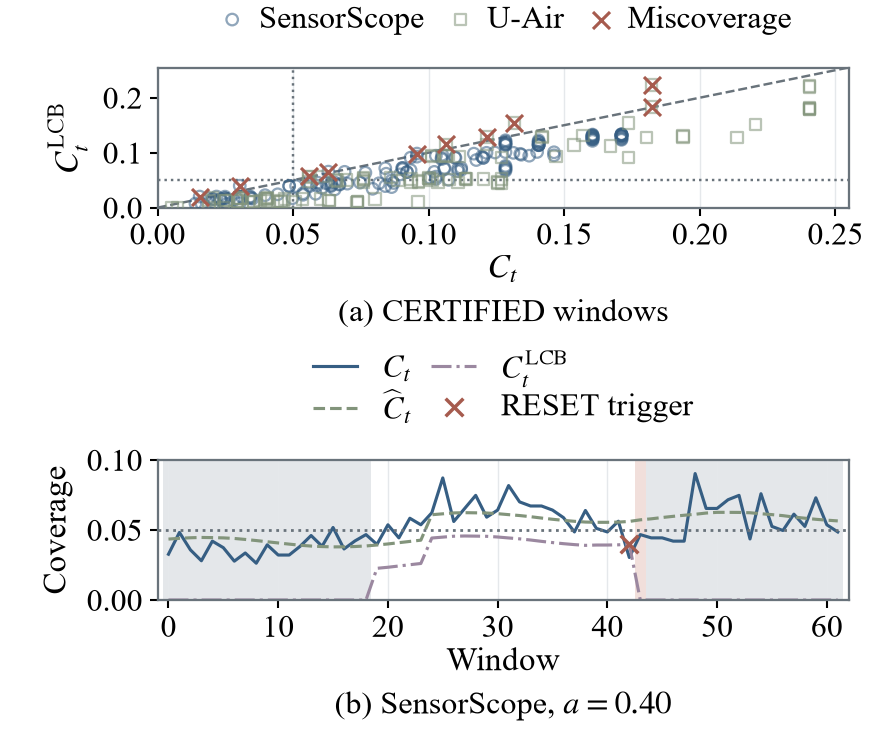 SensorScope U-Air Miscoverage
C_t^LCB
0.2
0.1
0.0
0.00 0.05 0.10 0.15 0.20 0.25
C_t
(a) CERTIFIED windows
C_t C_t^LCB
Ĉ_t RESET trigger
Coverage
0.10
0.05
0.00
0 10 20 30 40 50 60
Window
(b) SensorScope, a = 0.40